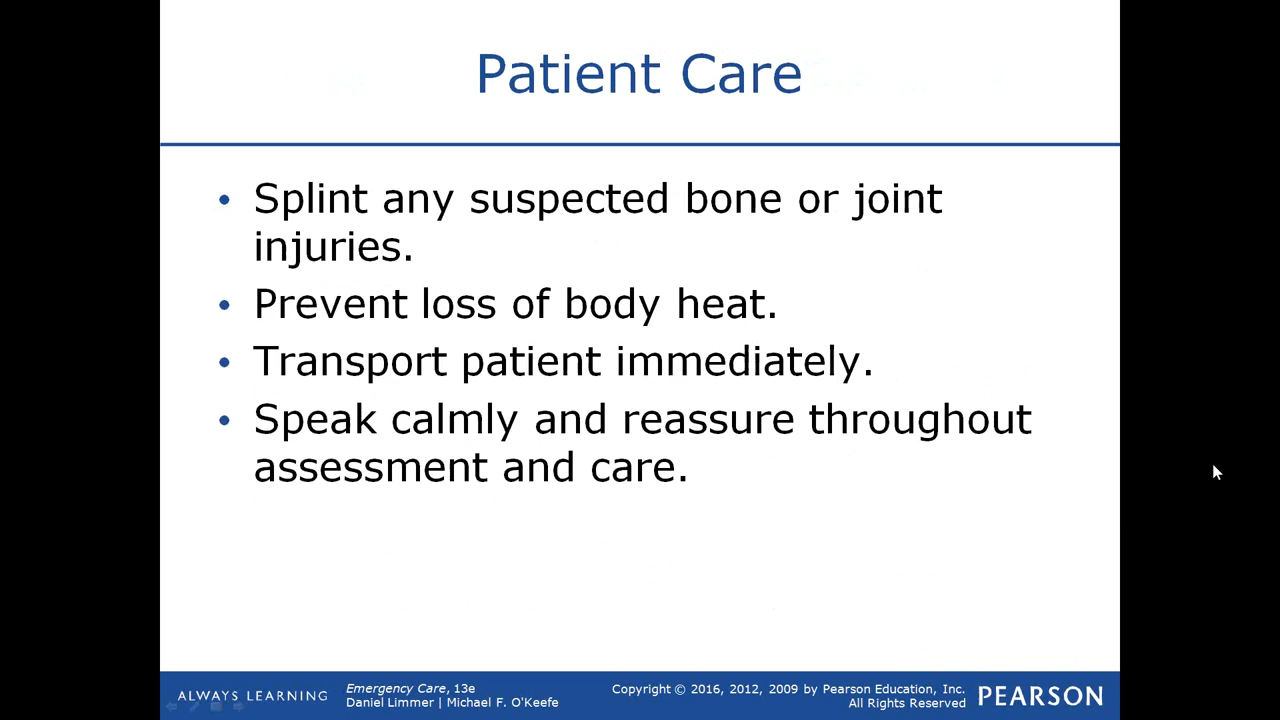 Patient Care
• Splint any suspected bone or joint
injuries.
• Prevent loss of body heat.
• Transport patient immediately.
• Speak calmly and reassure throughout
assessment and care.
ALWAYS LEARNING
Emergency Care, 13e
Daniel Limmer | Michael F. O'Keefe
Copyright © 2016, 2012, 2009 by Pearson Education, Inc.
All Rights Reserved
PEARSON